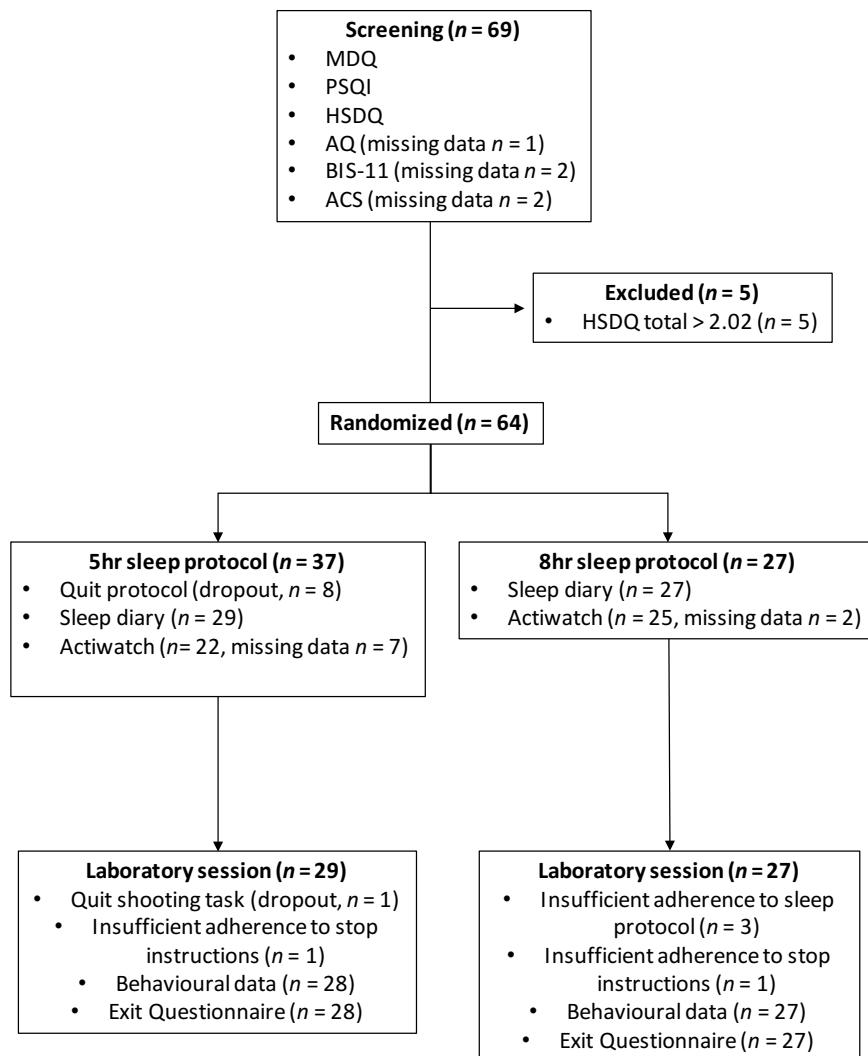 Screening (n = 69)
• MDQ
• PSQI
• HSDQ
• AQ (missing data n = 1)
• BIS-11 (missing data n = 2)
• ACS (missing data n = 2)
Excluded (n = 5)
• HSDQ total > 2.02 (n = 5)
Randomized (n = 64)
5hr sleep protocol (n = 37)
• Quit protocol (dropout, n = 8)
• Sleep diary (n = 29)
• Actiwatch (n= 22, missing data n = 7)
8hr sleep protocol (n = 27)
• Sleep diary (n = 27)
• Actiwatch (n = 25, missing data n = 2)
Laboratory session (n = 29)
• Quit shooting task (dropout, n = 1)
• Insufficient adherence to stop
instructions (n = 1)
• Behavioural data (n = 28)
• Exit Questionnaire (n = 28)
Laboratory session (n = 27)
• Insufficient adherence to sleep
protocol (n = 3)
• Insufficient adherence to stop
instructions (n = 1)
• Behavioural data (n = 27)
• Exit Questionnaire (n = 27)